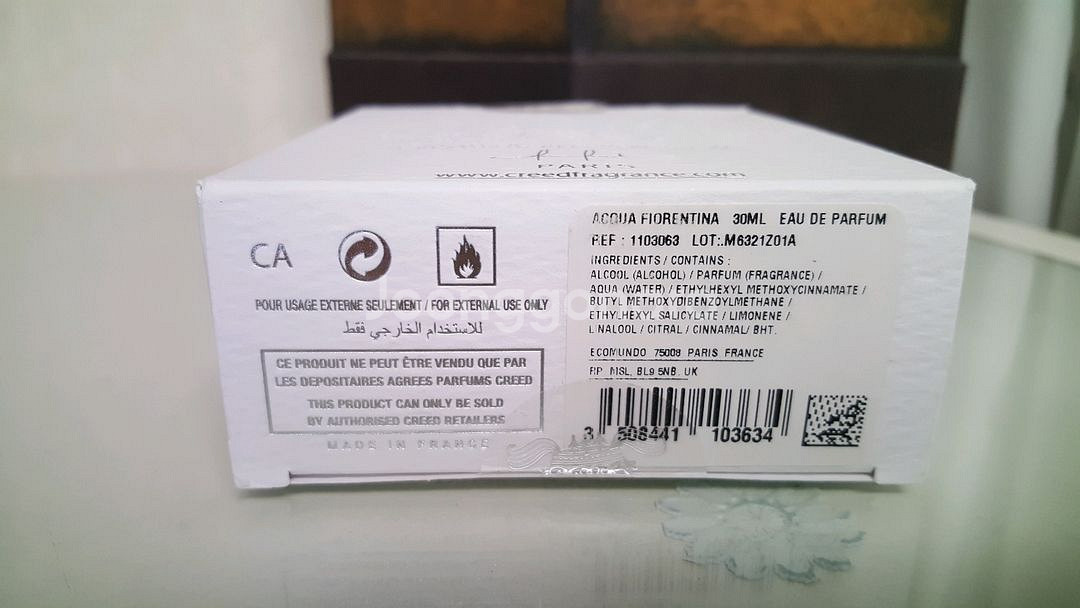 PARIS
www.creedfragrance.com
CA
POUR USAGE EXTERNE SEULEMENT / FOR EXTERNAL USE ONLY
للاستخدام الخارجي فقط
CE PRODUIT NE PEUT ÊTRE VENDU QUE PAR
LES DEPOSITAIRES AGREES PARFUMS CREED
THIS PRODUCT CAN ONLY BE SOLD
BY AUTHORISED CREED RETAILERS
MADE IN FRANCE
ACQUA FIORENTINA 30ML EAU DE PARFUM
REF : 1103063 LOT:.M6321Z01A
INGREDIENTS / CONTAINS :
ALCOOL (ALCOHOL) / PARFUM (FRAGRANCE) /
AQUA (WATER) / ETHYLHEXYL METHOXYCINNAMATE /
BUTYL METHOXYDIBENZOYLMETHANE /
ETHYLHEXYL SALICYLATE / LIMONENE /
LINALOOL / CITRAL / CINNAMAL/ BHT.
ECOMUNDO 75008 PARIS FRANCE
RP. MSL, BL9 5NB, UK
3 508441 103634